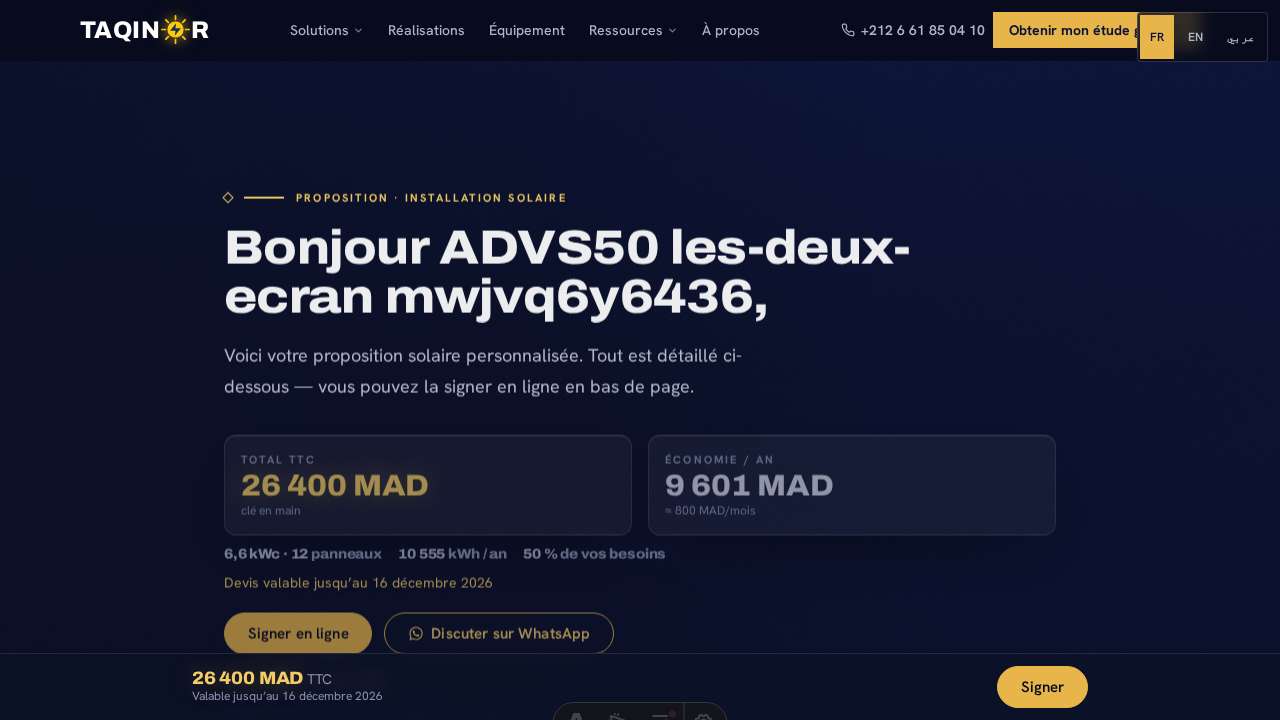 TAQINOR
Solutions
Réalisations
Équipement
Ressources
À propos
+212 6 61 85 04 10
Obtenir mon étude
FR
EN
عربي
PROPOSITION · INSTALLATION SOLAIRE
Bonjour ADVS50 les-deux-
ecran mwjvq6y6436,
Voici votre proposition solaire personnalisée. Tout est détaillé ci-
dessous — vous pouvez la signer en ligne en bas de page.
TOTAL TTC
26 400 MAD
clé en main
ÉCONOMIE / AN
9 601 MAD
≈ 800 MAD/mois
6,6 kWc · 12 panneaux
10 555 kWh / an
50 % de vos besoins
Devis valable jusqu’au 16 décembre 2026
Signer en ligne
Discuter sur WhatsApp
26 400 MAD TTC
Valable jusqu’au 16 décembre 2026
Signer